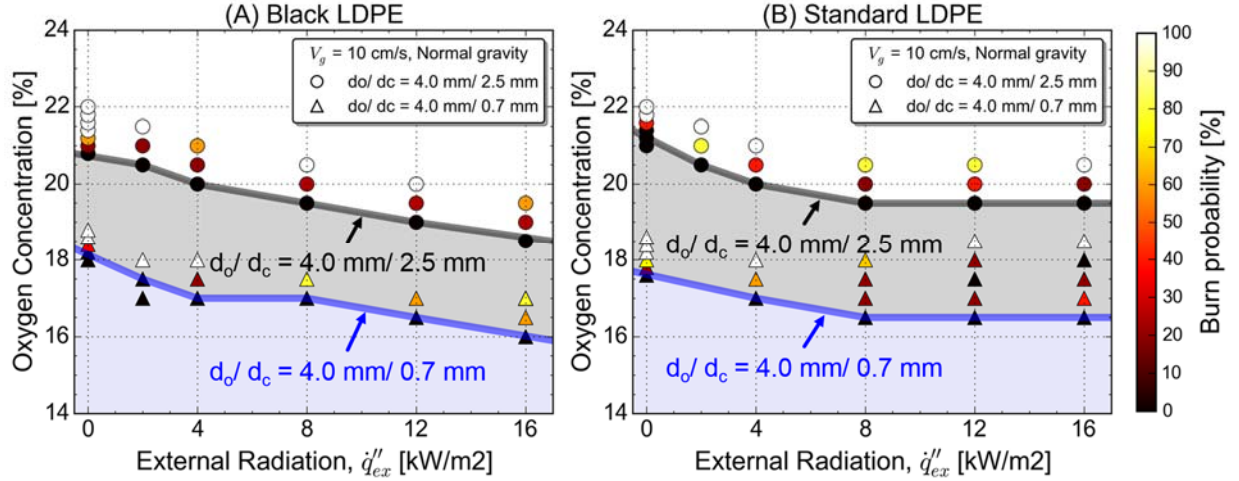 (A) Black LDPE
(B) Standard LDPE
24
22
20
18
16
14
Oxygen Concentration [%]
V_g = 10 cm/s, Normal gravity
do/ dc = 4.0 mm/ 2.5 mm
do/ dc = 4.0 mm/ 0.7 mm
d_o/ d_c = 4.0 mm/ 2.5 mm
d_o/ d_c = 4.0 mm/ 0.7 mm
0 4 8 12 16
External Radiation, q̇″_ex [kW/m2]
24
22
20
18
16
14
Oxygen Concentration [%]
V_g = 10 cm/s, Normal gravity
do/ dc = 4.0 mm/ 2.5 mm
do/ dc = 4.0 mm/ 0.7 mm
d_o/ d_c = 4.0 mm/ 2.5 mm
d_o/ d_c = 4.0 mm/ 0.7 mm
0 4 8 12 16
External Radiation, q̇″_ex [kW/m2]
100
90
80
70
60
50
40
30
20
10
0
Burn probability [%]